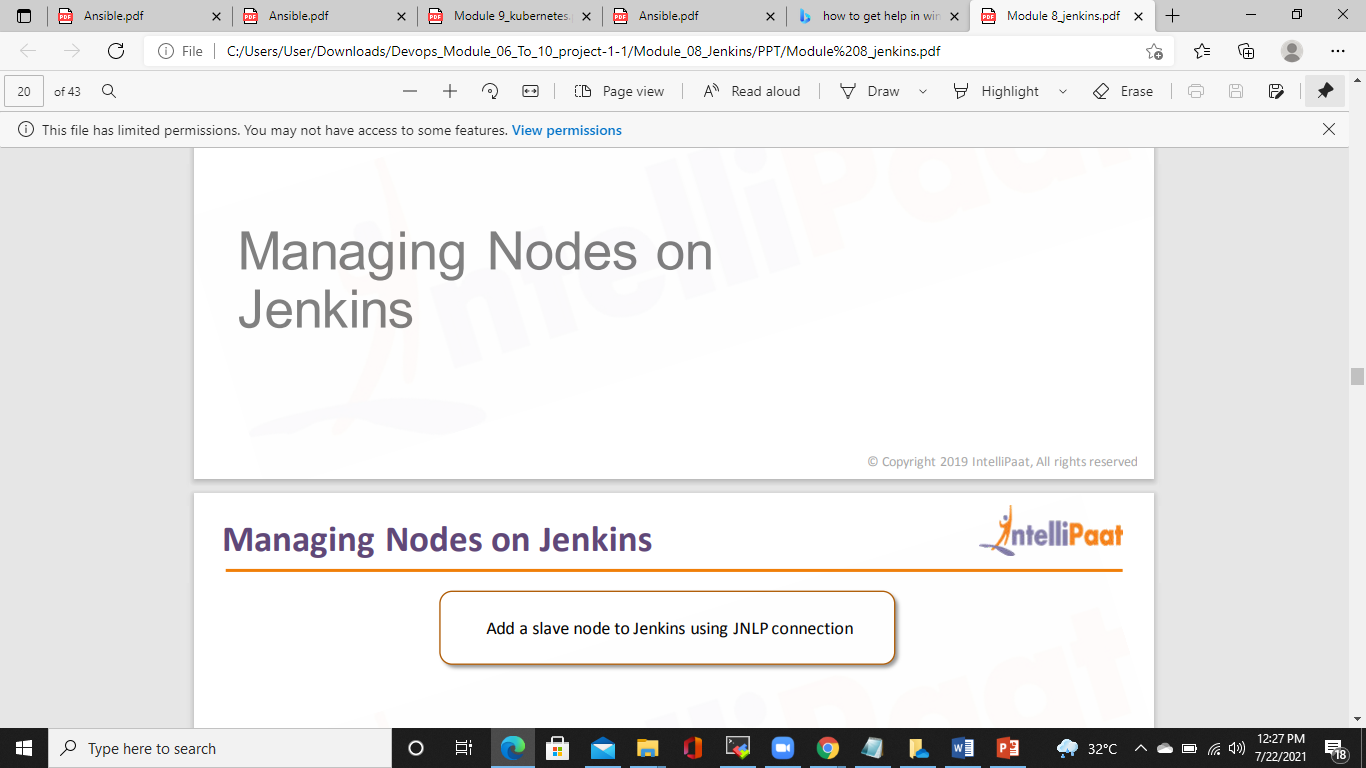 Ansible.pdf
Ansible.pdf
Module 9_kubernetes.
Ansible.pdf
how to get help in win
Module 8_jenkins.pdf
File
C:/Users/User/Downloads/Devops_Module_06_To_10_project-1-1/Module_08_Jenkins/PPT/Module%208_jenkins.pdf
20 of 43
Page view
Read aloud
Draw
Highlight
Erase
This file has limited permissions. You may not have access to some features. View permissions
IntelliPaat
Managing Nodes on
Jenkins
© Copyright 2019 IntelliPaat, All rights reserved
Managing Nodes on Jenkins
IntelliPaat
Add a slave node to Jenkins using JNLP connection
Type here to search
32°C
12:27 PM
7/22/2021
18